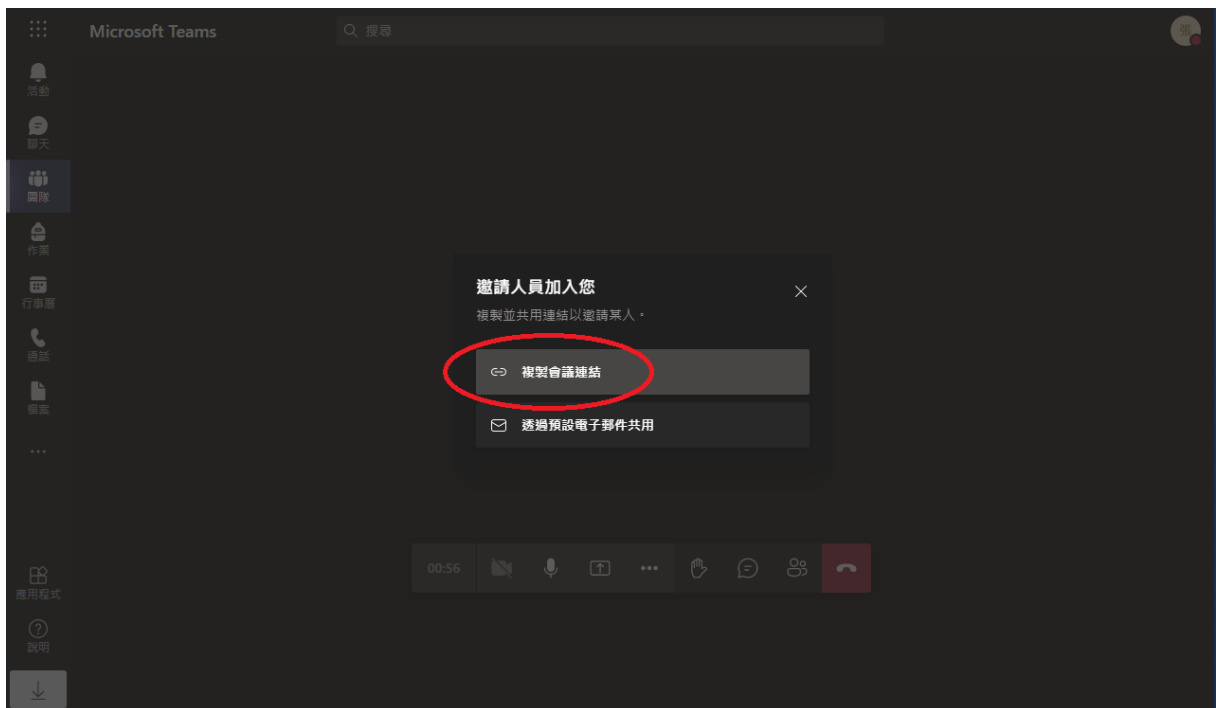 Microsoft Teams
搜尋
張
活動
聊天
團隊
作業
行事曆
通話
檔案
邀請人員加入您
複製並共用連結以邀請某人。
複製會議連結
透過預設電子郵件共用
00:56
應用程式
說明